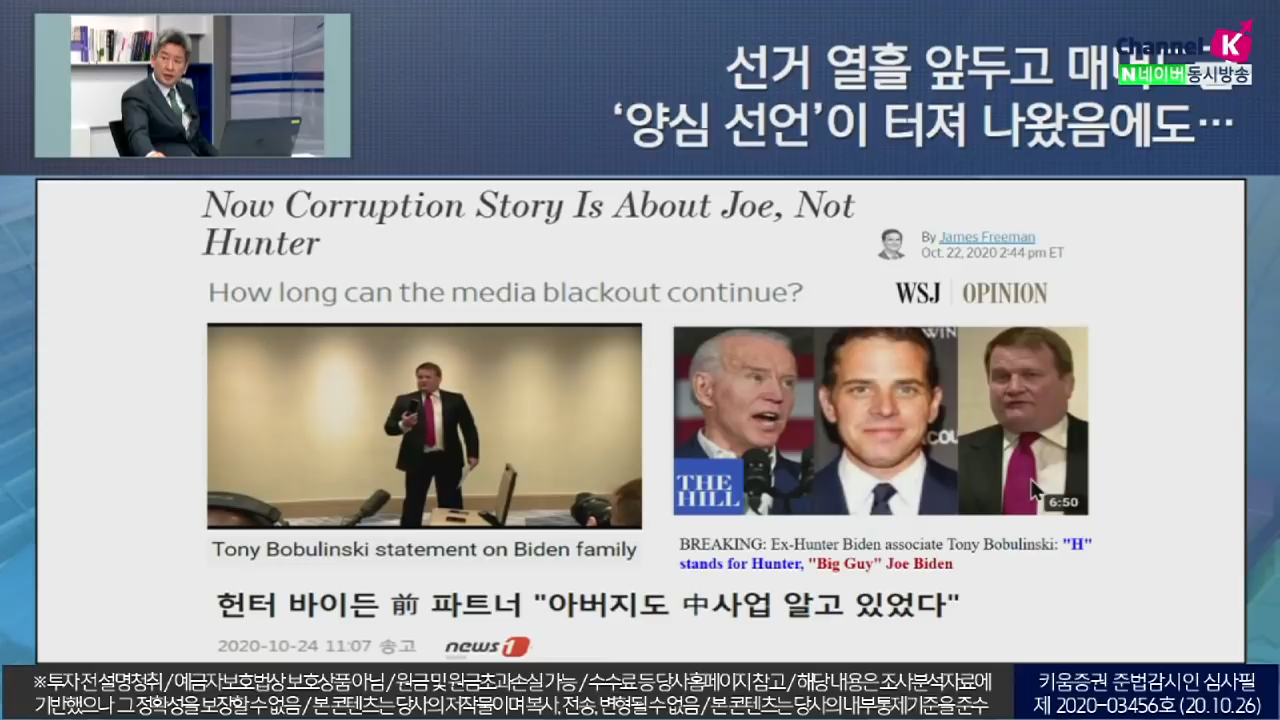 선거 열흘 앞두고
‘양심 선언’이 터져 나왔음에도…
Channel K
N네이버 동시방송
Now Corruption Story Is About Joe, Not
Hunter
By James Freeman
Oct. 22, 2020 2:44 pm ET
How long can the media blackout continue?
WSJ | OPINION
WIN
COU
THE
HILL
6:50
Tony Bobulinski statement on Biden family
BREAKING: Ex-Hunter Biden associate Tony Bobulinski: "H"
stands for Hunter, "Big Guy" Joe Biden
헌터 바이든 前 파트너 "아버지도 中사업 알고 있었다"
2020-10-24 11:07 송고
news1
※ 투자 전 설명청취 / 예금자보호법상 보호상품 아님 / 원금 및 원금초과손실 가능 / 수수료 등 당사홈페이지 참고 / 해당 내용은 조사분석자료에
기반했으나 그 정확성을 보장할 수 없음 / 본 콘텐츠는 당사의 저작물이며 복사, 전송, 변형될 수 없음 / 본 콘텐츠는 당사의 내부통제기준을 준수
키움증권 준법감시인 심사필
제 2020-03456호 (20.10.26)